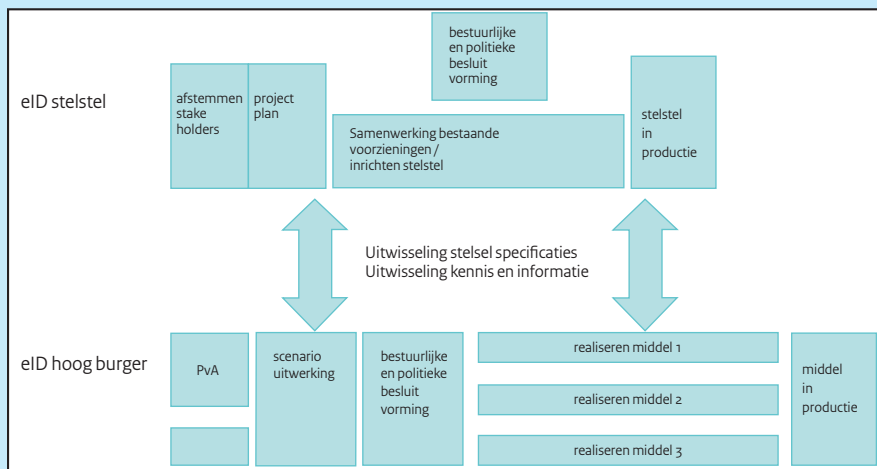 eID stelstel
afstemmen
stake
holders
project
plan
bestuurlijke
en politieke
besluit
vorming
Samenwerking bestaande
voorzieningen /
inrichten stelstel
stelstel
in
productie
Uitwisseling stelsel specificaties
Uitwisseling kennis en informatie
eID hoog burger
PvA
scenario
uitwerking
bestuurlijke
en politieke
besluit
vorming
realiseren middel 1
realiseren middel 2
realiseren middel 3
middel
in
productie